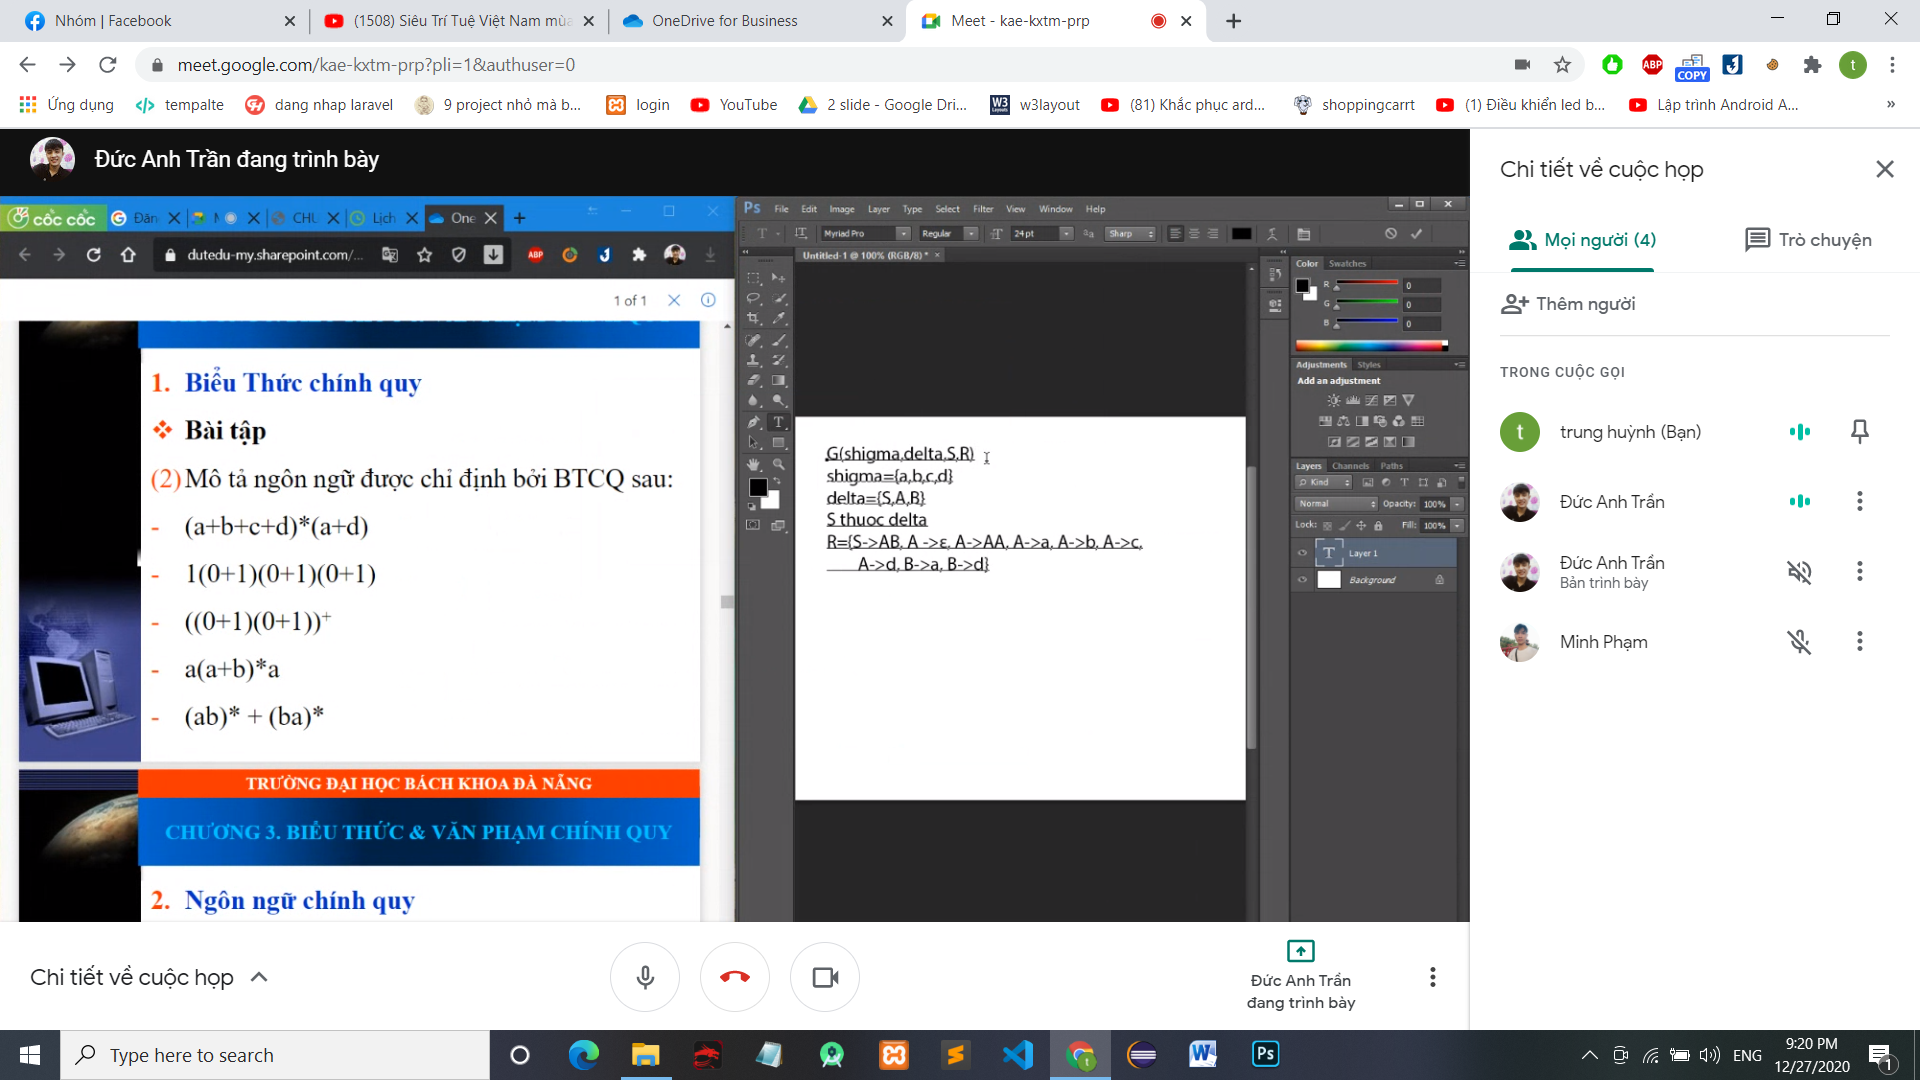 Nhóm | Facebook
(1508) Siêu Trí Tuệ Việt Nam mùa
OneDrive for Business
Meet - kae-kxtm-prp
meet.google.com/kae-kxtm-prp?pli=1&authuser=0
ABP
COPY
t
Ứng dụng
tempalte
dang nhap laravel
9 project nhỏ mà b...
login
YouTube
2 slide - Google Dri...
w3layout
(81) Khắc phục ard...
shoppingcarrt
(1) Điều khiển led b...
Lập trình Android A...
»
Đức Anh Trần đang trình bày
cốc cốc
Đăn
CHU
Lịch
One
dutedu-my.sharepoint.com/...
ABP
1 of 1
1. Biểu Thức chính quy
❖ Bài tập
(2) Mô tả ngôn ngữ được chỉ định bởi BTCQ sau:
- (a+b+c+d)*(a+d)
- 1(0+1)(0+1)(0+1)
- ((0+1)(0+1))⁺
- a(a+b)*a
- (ab)* + (ba)*
TRƯỜNG ĐẠI HỌC BÁCH KHOA ĐÀ NẴNG
CHƯƠNG 3. BIỂU THỨC & VĂN PHẠM CHÍNH QUY
2. Ngôn ngữ chính quy
Ps File Edit Image Layer Type Select Filter View Window Help
Myriad Pro
Regular
24 pt
Sharp
Untitled-1 @ 100% (RGB/8) *
G(shigma,delta,S,R)
shigma={a,b,c,d}
delta={S,A,B}
S thuoc delta
R={S->AB, A ->ε, A->AA, A->a, A->b, A->c,
A->d, B->a, B->d}
Color Swatches
R 0
G 0
B 0
Adjustments Styles
Add an adjustment
Layers Channels Paths
Kind
Normal
Opacity: 100%
Lock:
Fill: 100%
T Layer 1
Background
Chi tiết về cuộc họp
Mọi người (4)
Trò chuyện
Thêm người
TRONG CUỘC GỌI
t
trung huỳnh (Bạn)
Đức Anh Trần
Đức Anh Trần
Bản trình bày
Minh Phạm
Chi tiết về cuộc họp
Đức Anh Trần
đang trình bày
Type here to search
ENG
9:20 PM
12/27/2020
1